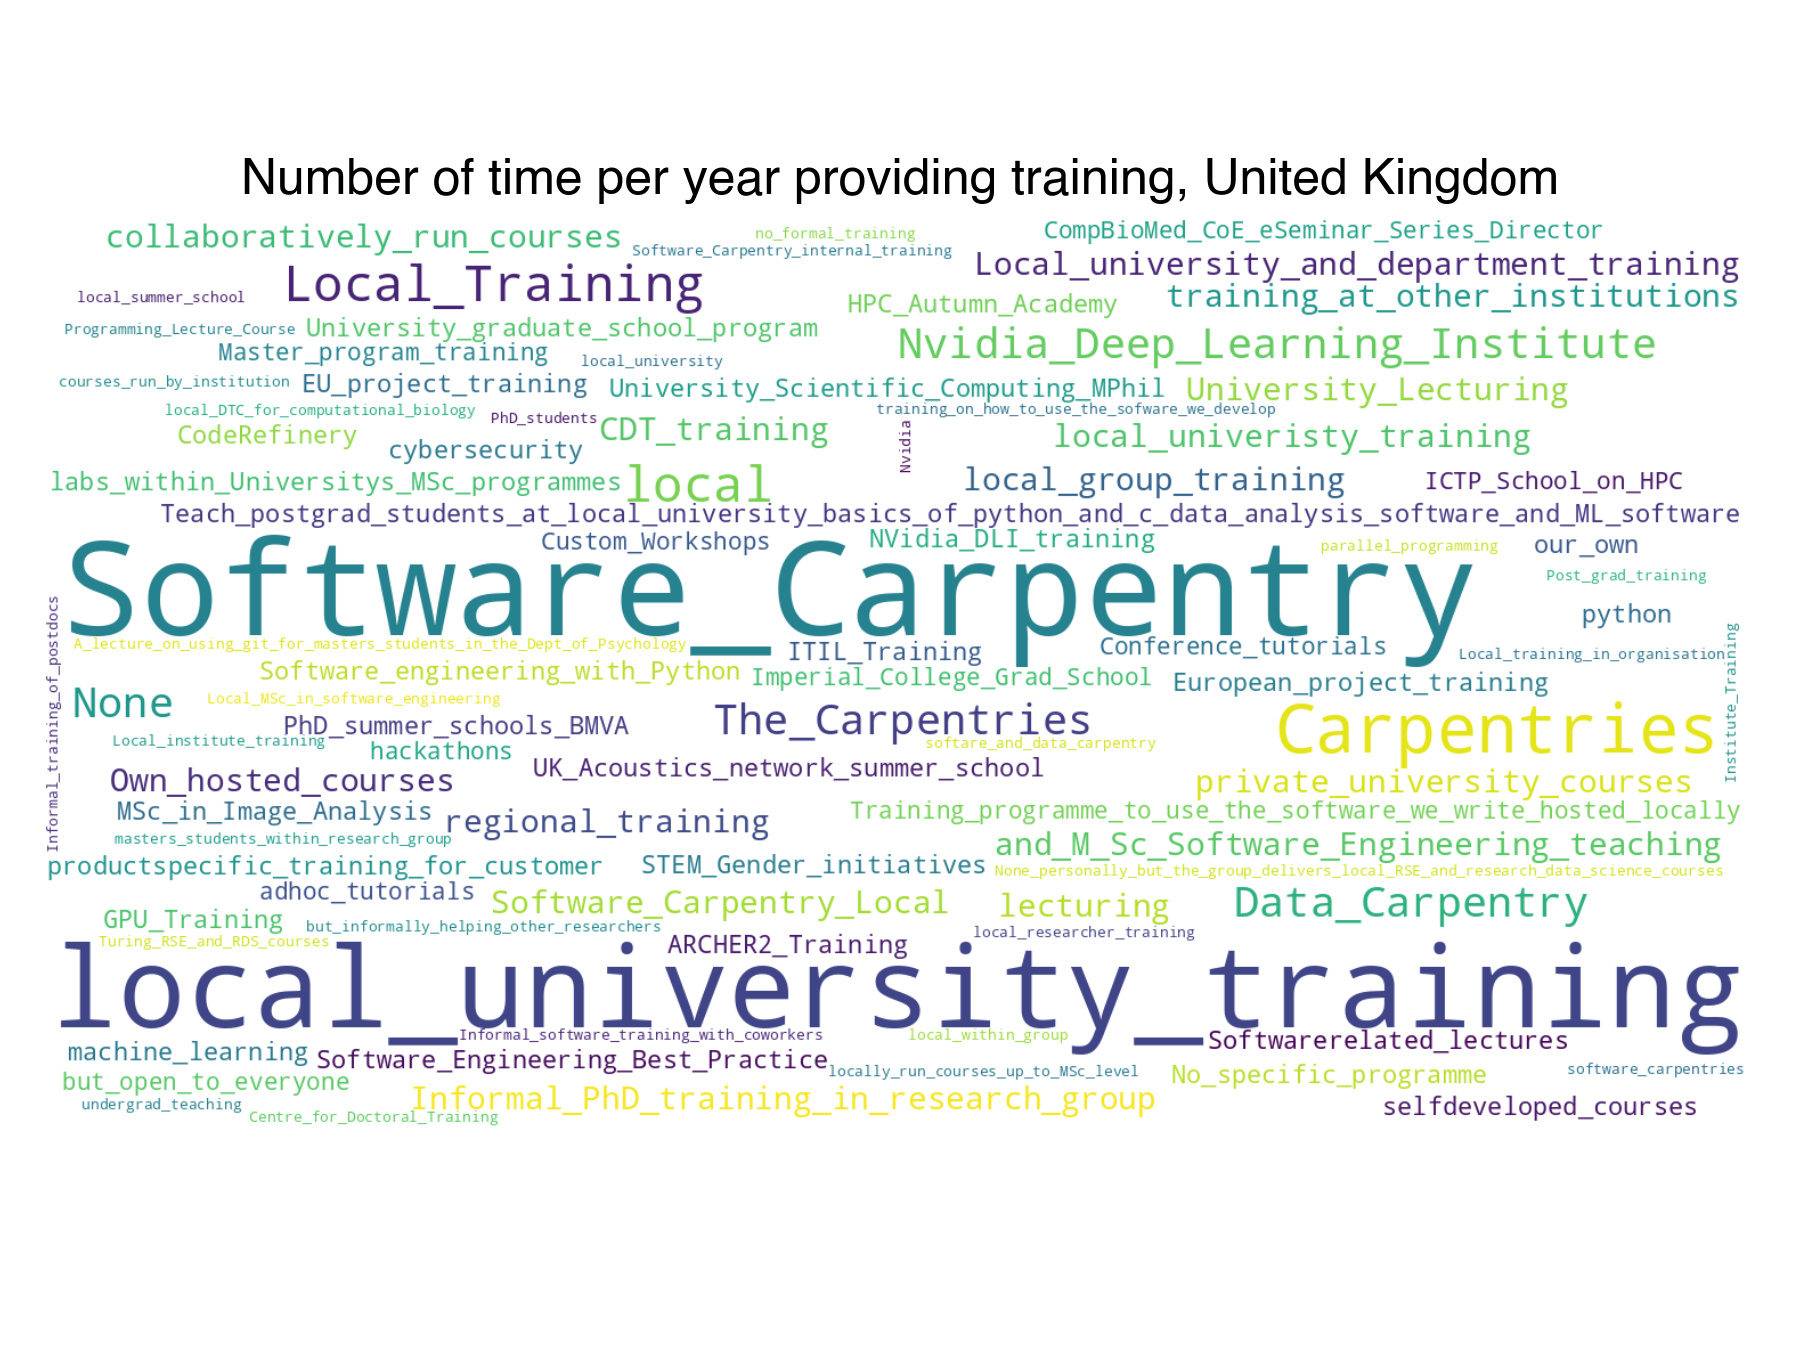 Number of time per year providing training, United Kingdom
collaboratively_run_courses
no_formal_training
CompBioMed_CoE_eSeminar_Series_Director
Software_Carpentry_internal_training
Local_Training
Local_university_and_department_training
local_summer_school
HPC_Autumn_Academy
training_at_other_institutions
Programming_Lecture_Course
University_graduate_school_program
Nvidia_Deep_Learning_Institute
Master_program_training
local_university
courses_run_by_institution
EU_project_training
University_Scientific_Computing_MPhil
University_Lecturing
local_DTC_for_computational_biology
PhD_students
training_on_how_to_use_the_sofware_we_develop
CodeRefinery
cybersecurity
CDT_training
Nvidia
local_univeristy_training
labs_within_Universitys_MSc_programmes
local
local_group_training
ICTP_School_on_HPC
Teach_postgrad_students_at_local_university_basics_of_python_and_c_data_analysis_software_and_ML_software
Custom_Workshops
NVidia_DLI_training
parallel_programming
our_own
Software_Carpentry
Post_grad_training
python
Informal_training_of_postdocs
A_lecture_on_using_git_for_masters_students_in_the_Dept_of_Psychology
ITIL_Training
Conference_tutorials
Local_training_in_organisation
Institute_Training
Software_engineering_with_Python
Imperial_College_Grad_School
European_project_training
None
Local_MSc_in_software_engineering
PhD_summer_schools_BMVA
The_Carpentries
Carpentries
Local_institute_training
hackathons
softare_and_data_carpentry
Own_hosted_courses
UK_Acoustics_network_summer_school
private_university_courses
MSc_in_Image_Analysis
regional_training
Training_programme_to_use_the_software_we_write_hosted_locally
masters_students_within_research_group
and_M_Sc_Software_Engineering_teaching
productspecific_training_for_customer
STEM_Gender_initiatives
None_personally_but_the_group_delivers_local_RSE_and_research_data_science_courses
adhoc_tutorials
Software_Carpentry_Local
lecturing
Data_Carpentry
GPU_Training
but_informally_helping_other_researchers
Turing_RSE_and_RDS_courses
ARCHER2_Training
local_researcher_training
local_university_training
Informal_software_training_with_coworkers
local_within_group
Softwarerelated_lectures
machine_learning
Software_Engineering_Best_Practice
locally_run_courses_up_to_MSc_level
No_specific_programme
software_carpentries
but_open_to_everyone
undergrad_teaching
Informal_PhD_training_in_research_group
selfdeveloped_courses
Centre_for_Doctoral_Training